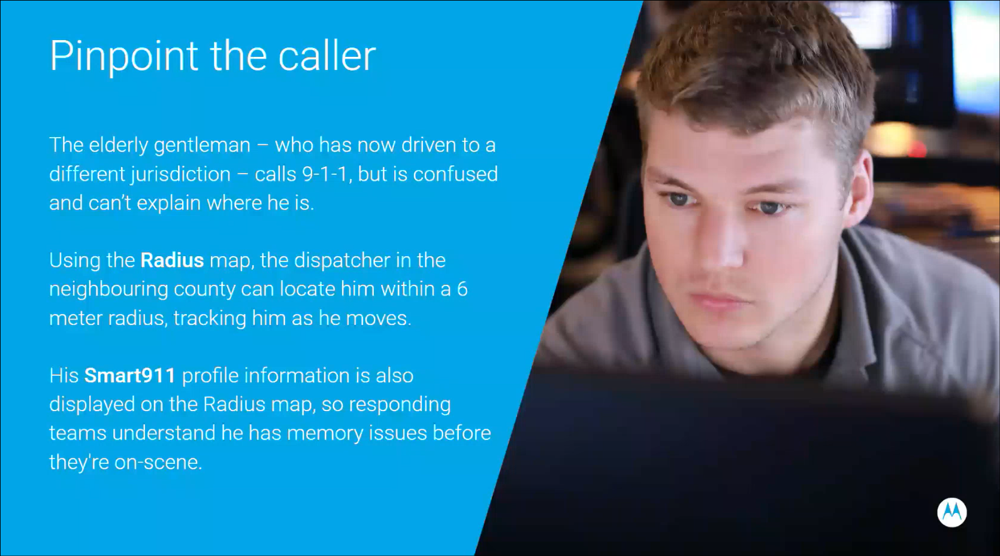 Pinpoint the caller
The elderly gentleman – who has now driven to a
different jurisdiction – calls 9-1-1, but is confused
and can’t explain where he is.
Using the Radius map, the dispatcher in the
neighbouring county can locate him within a 6
meter radius, tracking him as he moves.
His Smart911 profile information is also
displayed on the Radius map, so responding
teams understand he has memory issues before
they're on-scene.